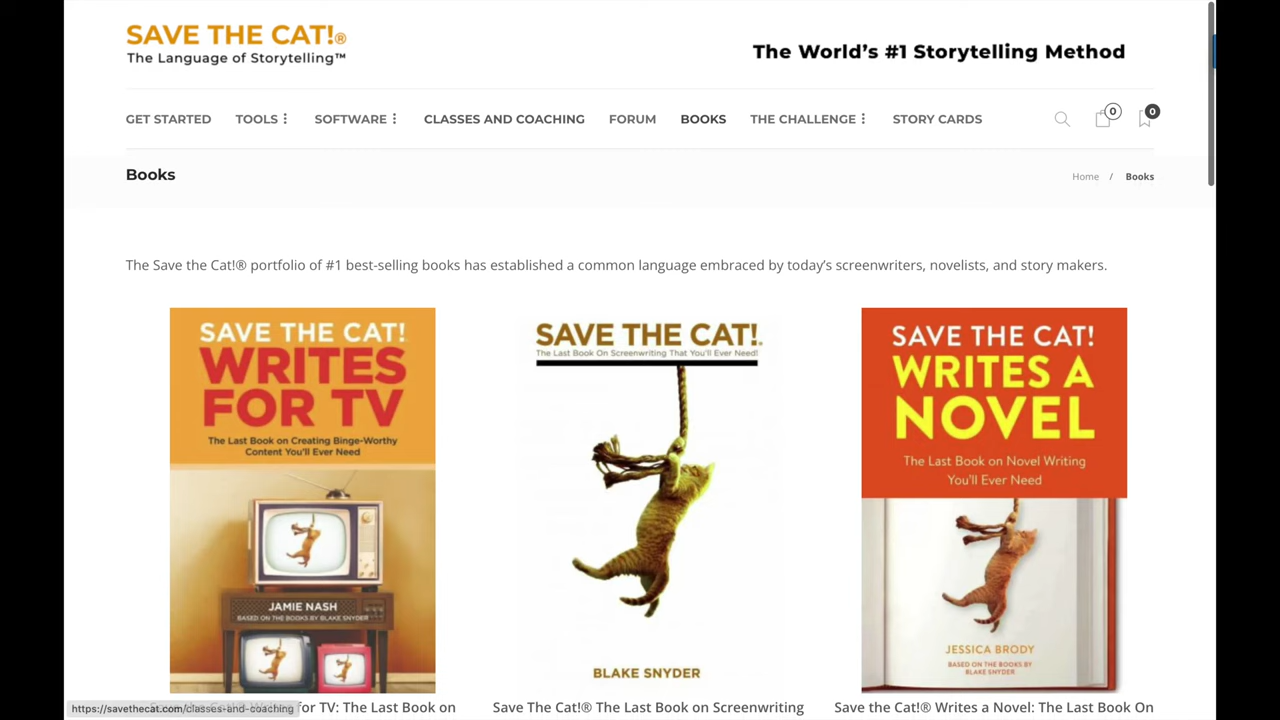 SAVE THE CAT!®
The Language of Storytelling™
The World's #1 Storytelling Method
GET STARTED TOOLS SOFTWARE CLASSES AND COACHING FORUM BOOKS THE CHALLENGE STORY CARDS 0 0
Books
Home / Books
The Save the Cat!® portfolio of #1 best-selling books has established a common language embraced by today's screenwriters, novelists, and story makers.
SAVE THE CAT!
WRITES
FOR TV
The Last Book on Creating Binge-Worthy
Content You'll Ever Need
JAMIE NASH
BASED ON THE BOOKS BY BLAKE SNYDER
SAVE THE CAT!®
The Last Book On Screenwriting That You'll Ever Need!
BLAKE SNYDER
SAVE THE CAT!
WRITES A
NOVEL
The Last Book on Novel Writing
You'll Ever Need
JESSICA BRODY
BASED ON THE BOOKS BY
BLAKE SNYDER
for TV: The Last Book on
Save The Cat!® The Last Book on Screenwriting
Save the Cat!® Writes a Novel: The Last Book On
https://savethecat.com/classes-and-coaching